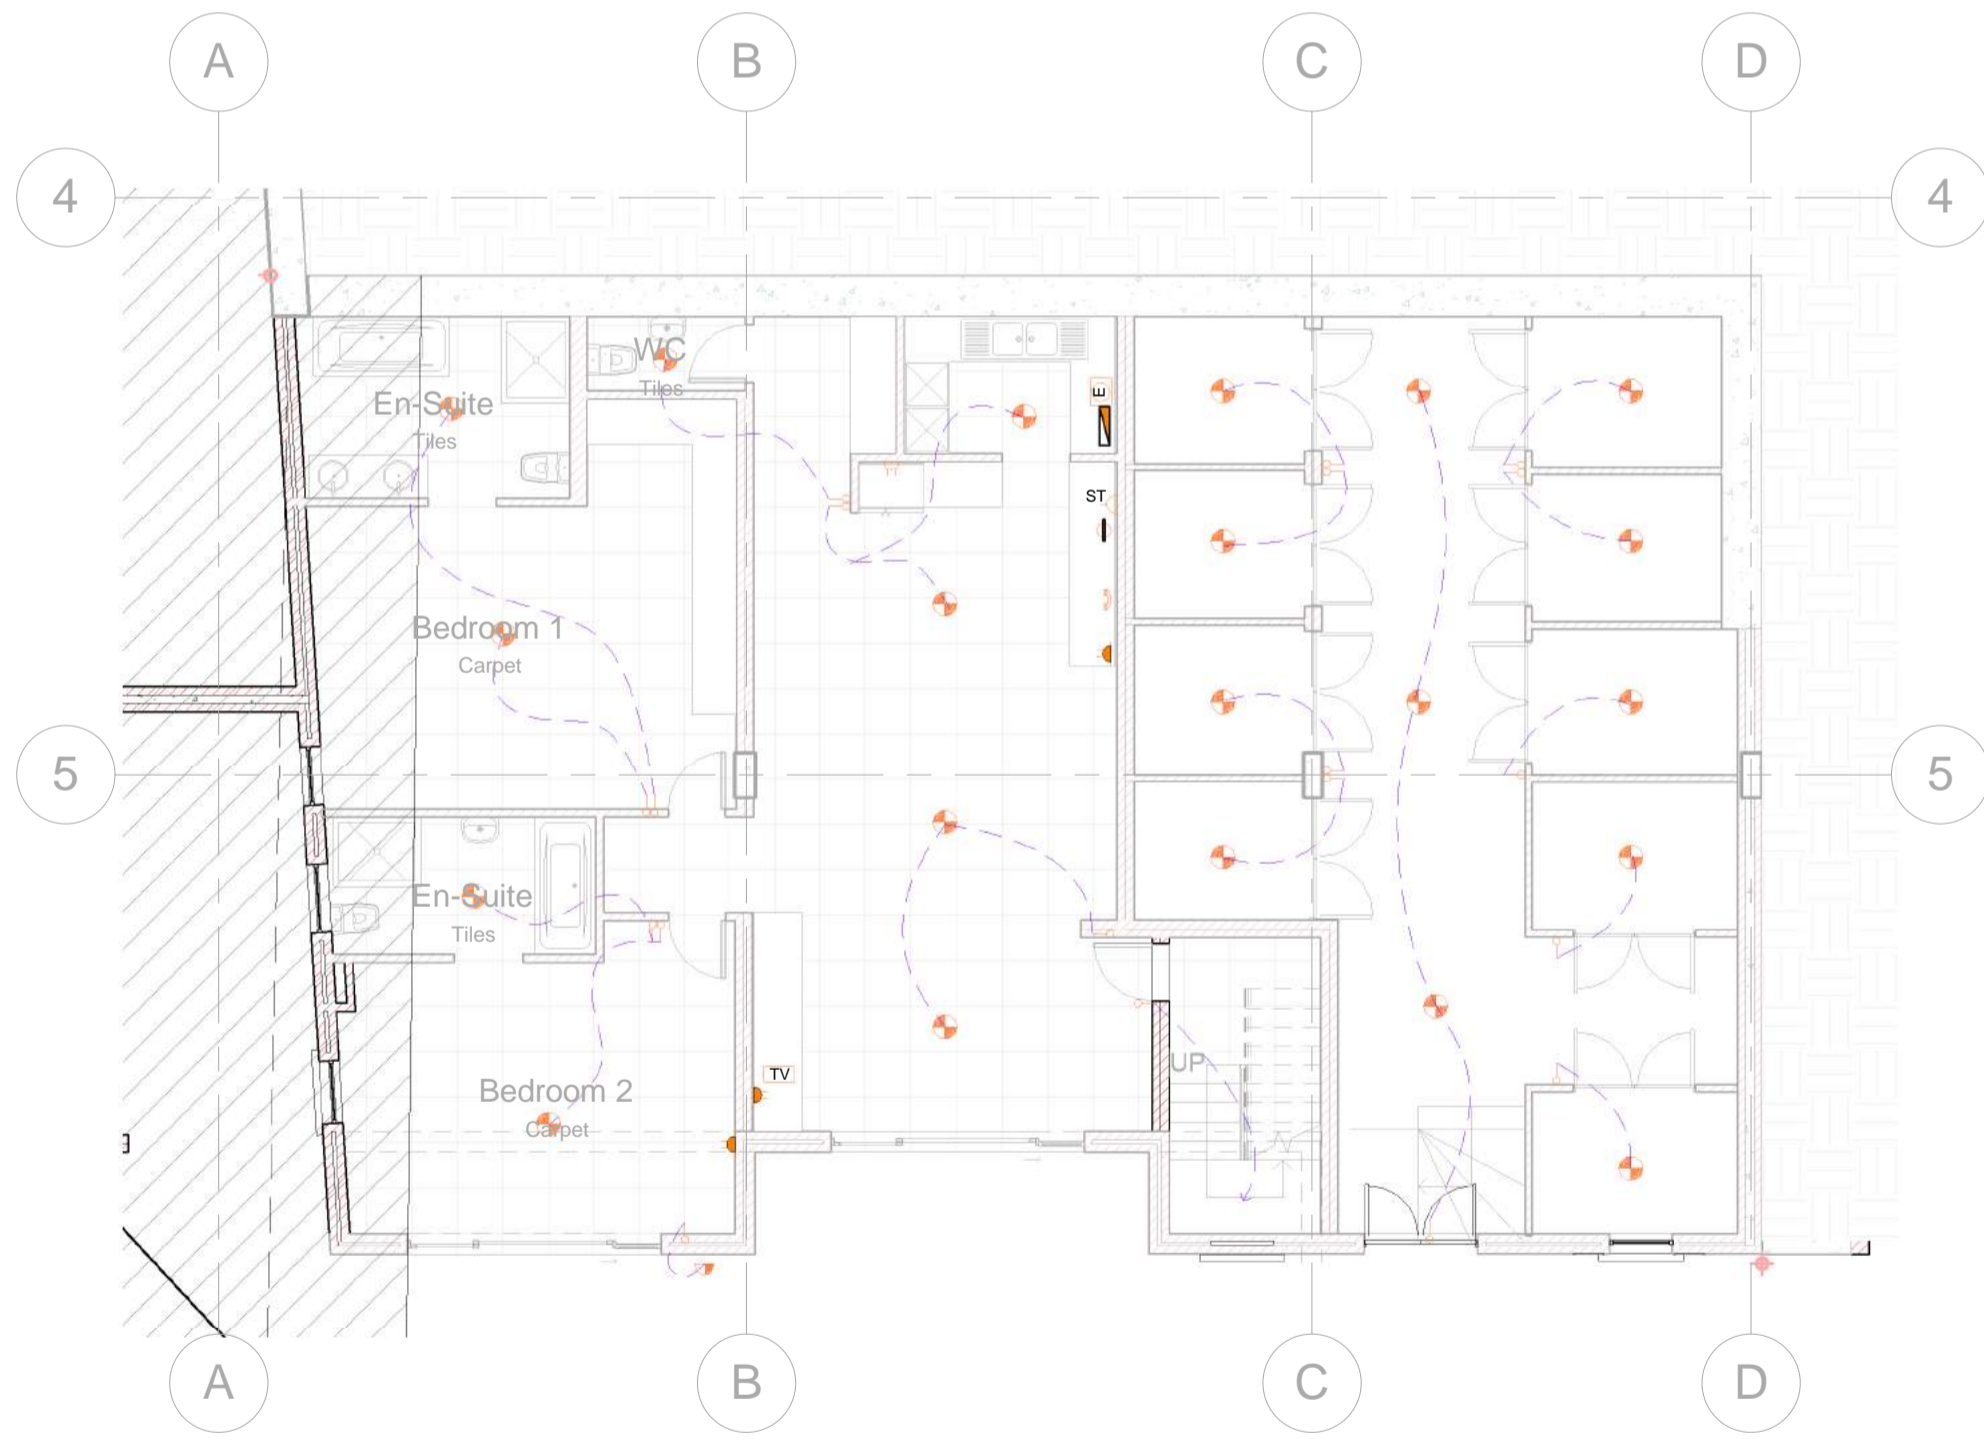 A B C D
4 4
WC
Tiles
En-Suite
Tiles
E
ST
Bedroom 1
Carpet
5 5
En-Suite
Tiles
UP
TV
Bedroom 2
Carpet
A B C D